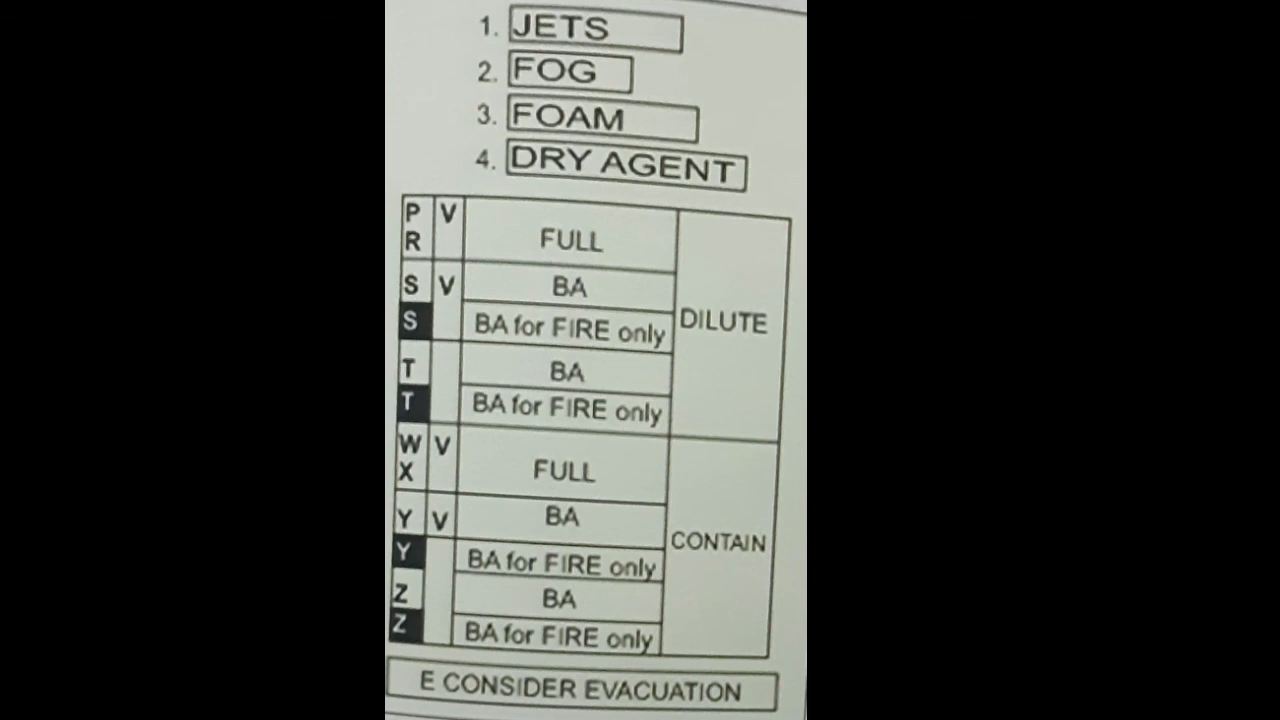 1. JETS
2. FOG
3. FOAM
4. DRY AGENT
P V
R
FULL
S V BA
S BA for FIRE only
DILUTE
T BA
T BA for FIRE only
W V
X
FULL
Y V BA
Y BA for FIRE only
CONTAIN
Z BA
Z BA for FIRE only
E CONSIDER EVACUATION